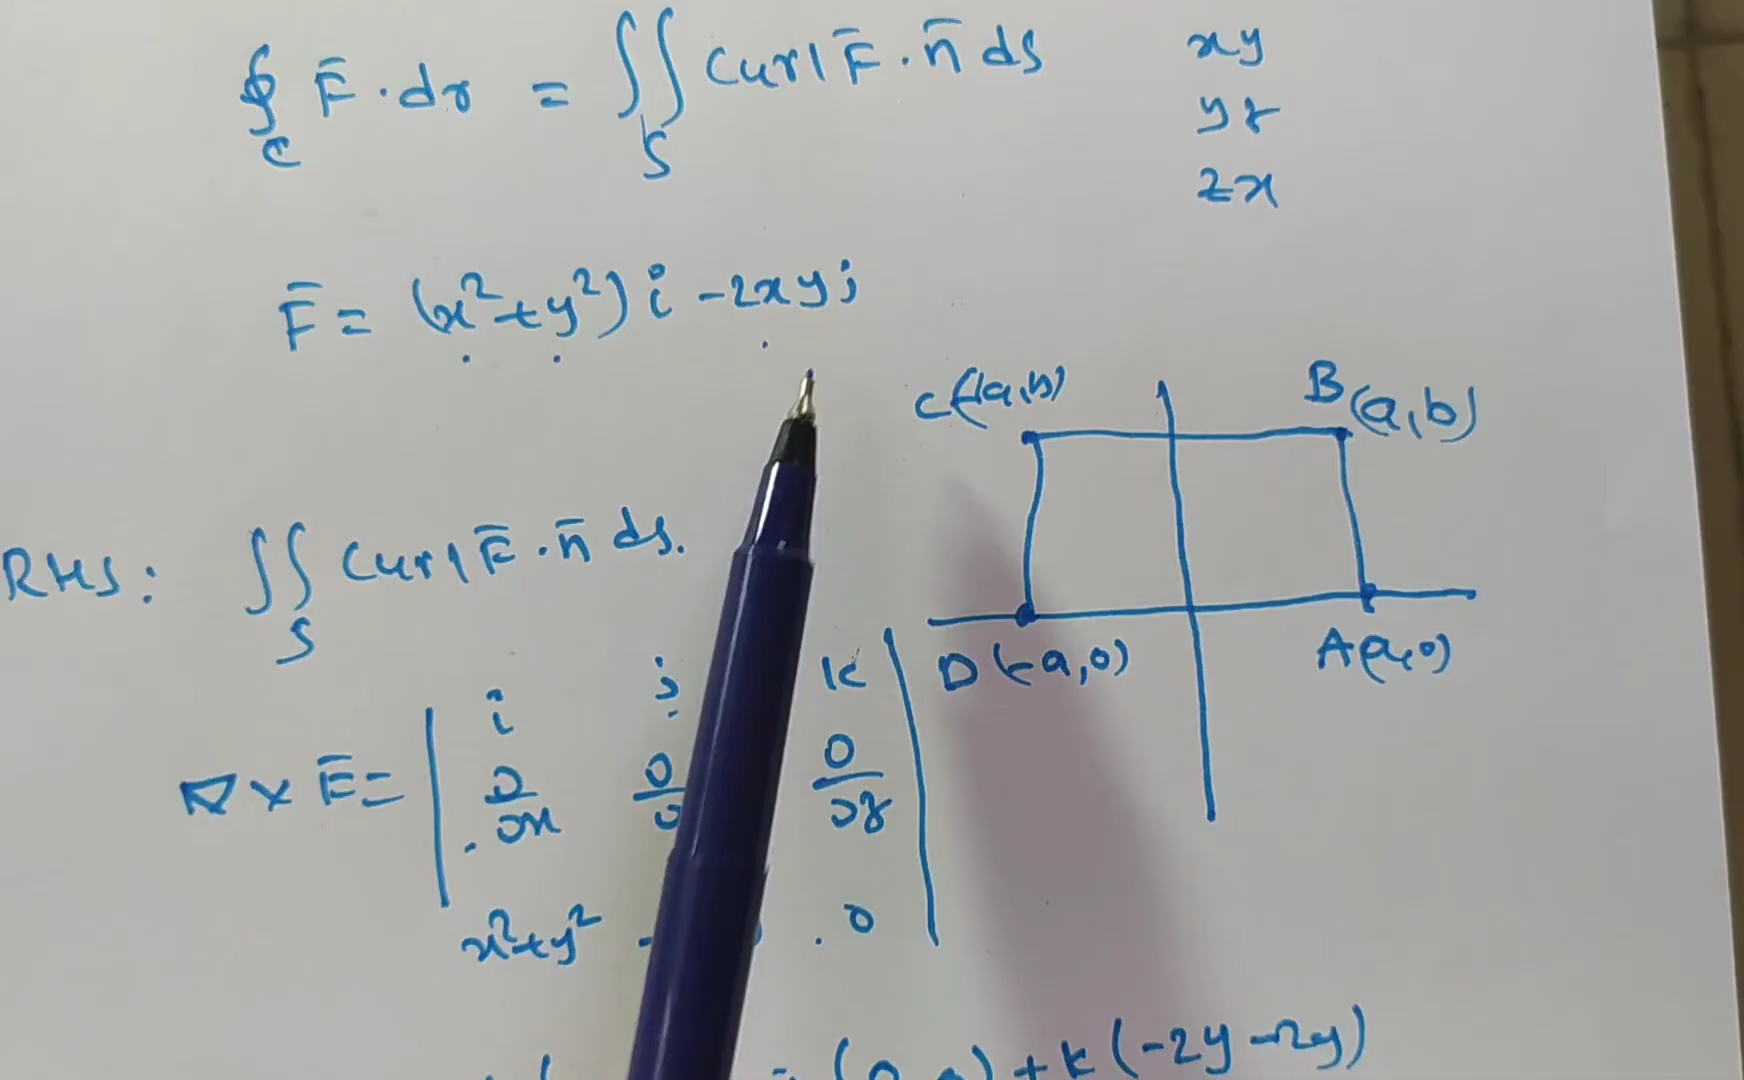 ∮_C F̄ · dr = ∬_S Curl F̄ · n̄ ds
xy
yz
zx
F̄ = (x²+y²) i - 2xy j
C(-a,b)
B(a,b)
RHS: ∬_S Curl F̄ · n̄ ds.
D(-a,0)
A(a,0)
i j k
∇ × F̄ = | ∂/∂x ∂/∂ ∂/∂z |
x²+y² - 0
+ k (-2y - 2y)